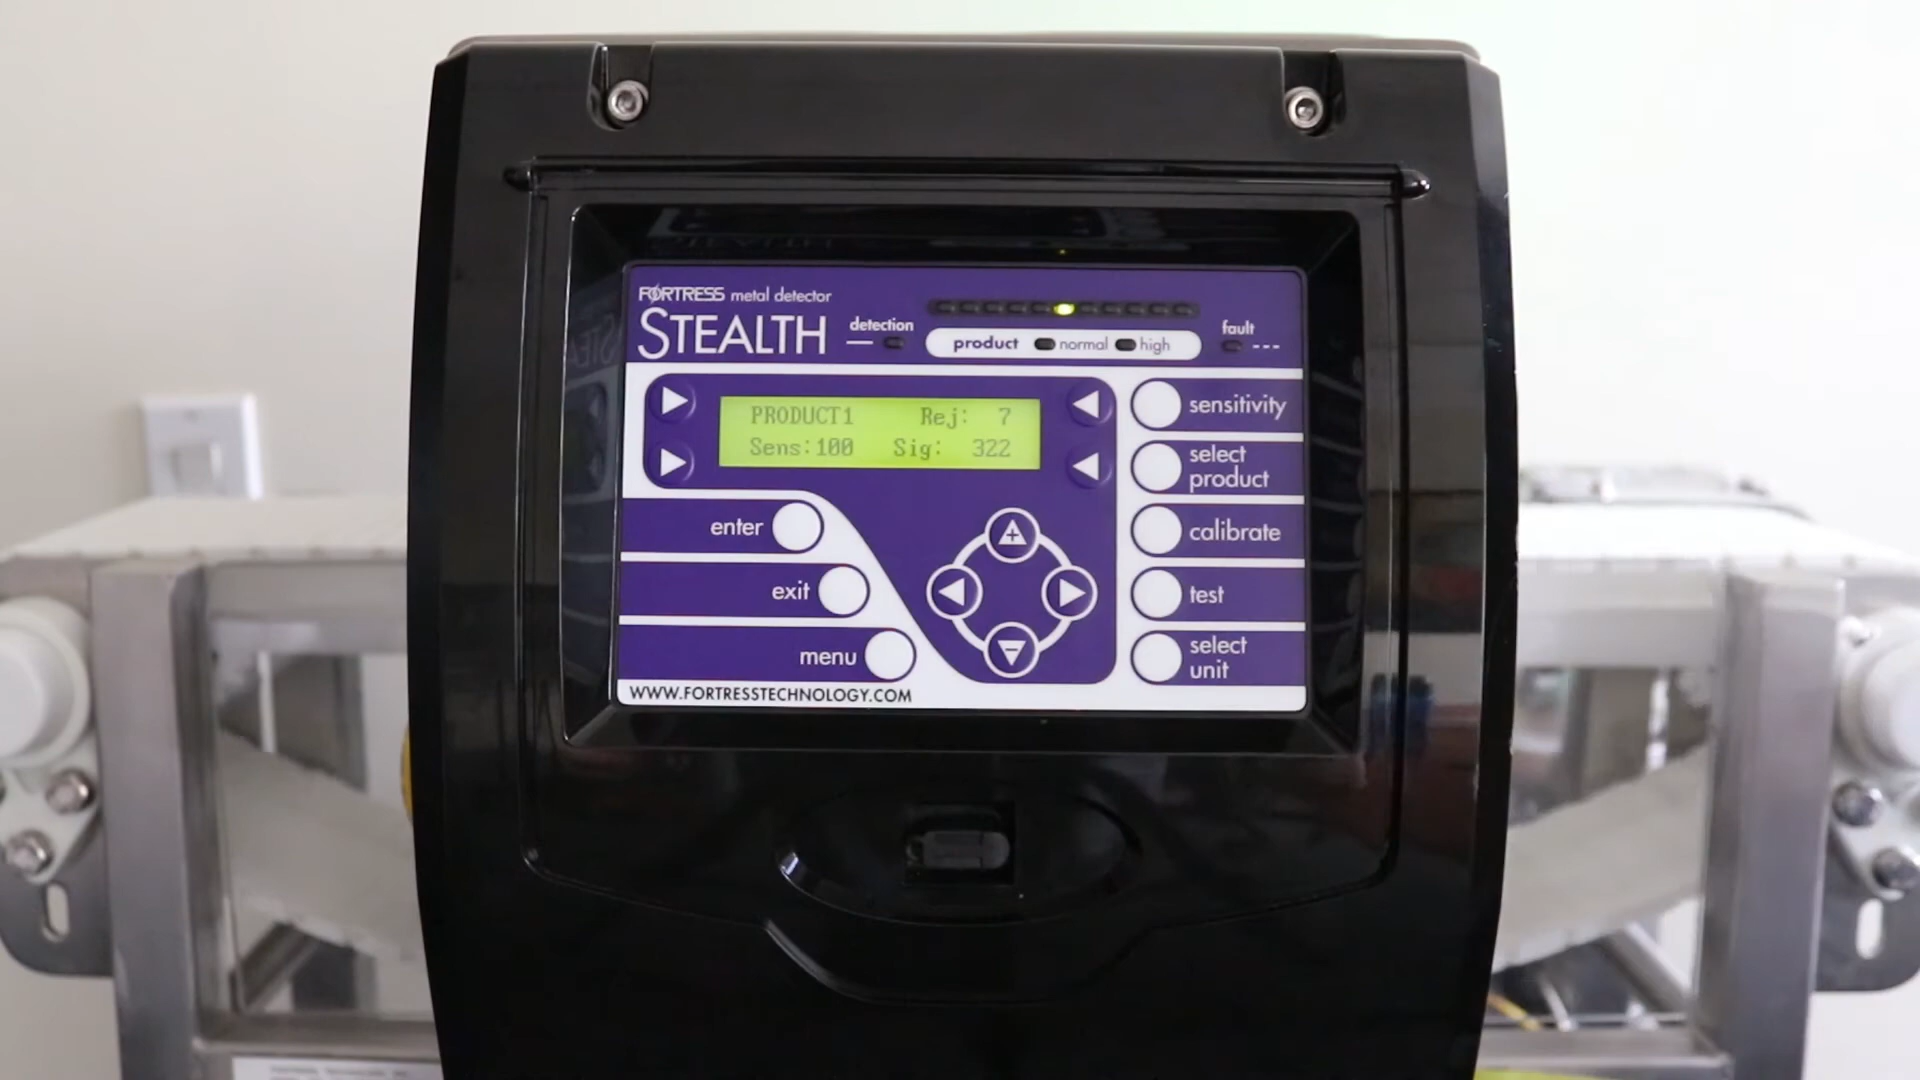 FORTRESS metal detector
STEALTH
detection
product normal high
fault
PRODUCT1 Rej: 7
Sens:100 Sig: 322
sensitivity
select
product
calibrate
test
select
unit
enter
exit
menu
WWW.FORTRESSTECHNOLOGY.COM